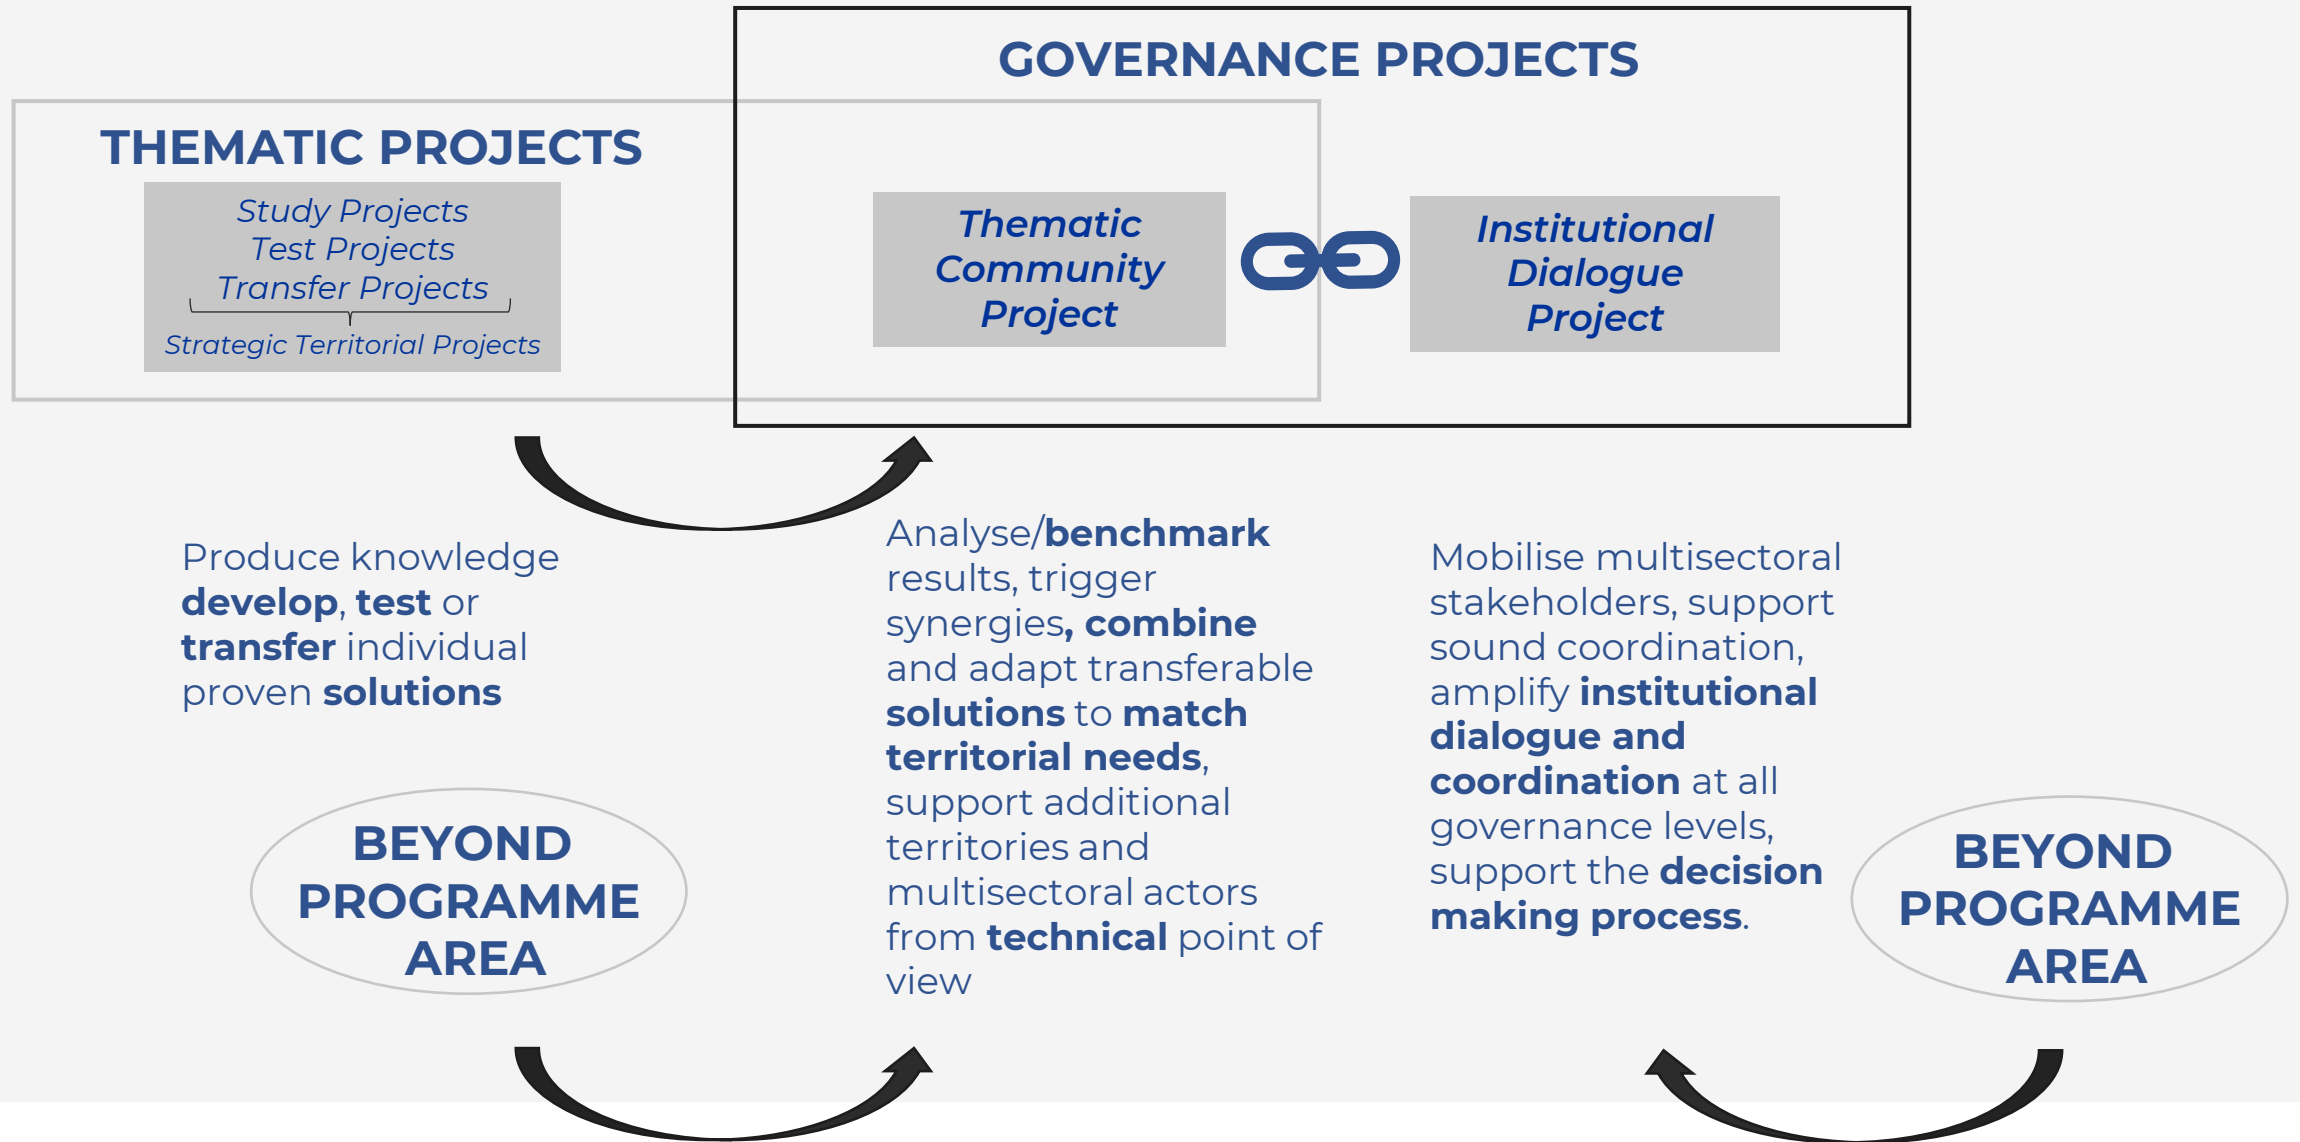 GOVERNANCE PROJECTS
THEMATIC PROJECTS
Study Projects
Test Projects
Transfer Projects
Strategic Territorial Projects
Thematic
Community
Project
Institutional
Dialogue
Project
Produce knowledge
develop, test or
transfer individual
proven solutions
Analyse/benchmark
results, trigger
synergies, combine
and adapt transferable
solutions to match
territorial needs,
support additional
territories and
multisectoral actors
from technical point of
view
Mobilise multisectoral
stakeholders, support
sound coordination,
amplify institutional
dialogue and
coordination at all
governance levels,
support the decision
making process.
BEYOND
PROGRAMME
AREA
BEYOND
PROGRAMME
AREA